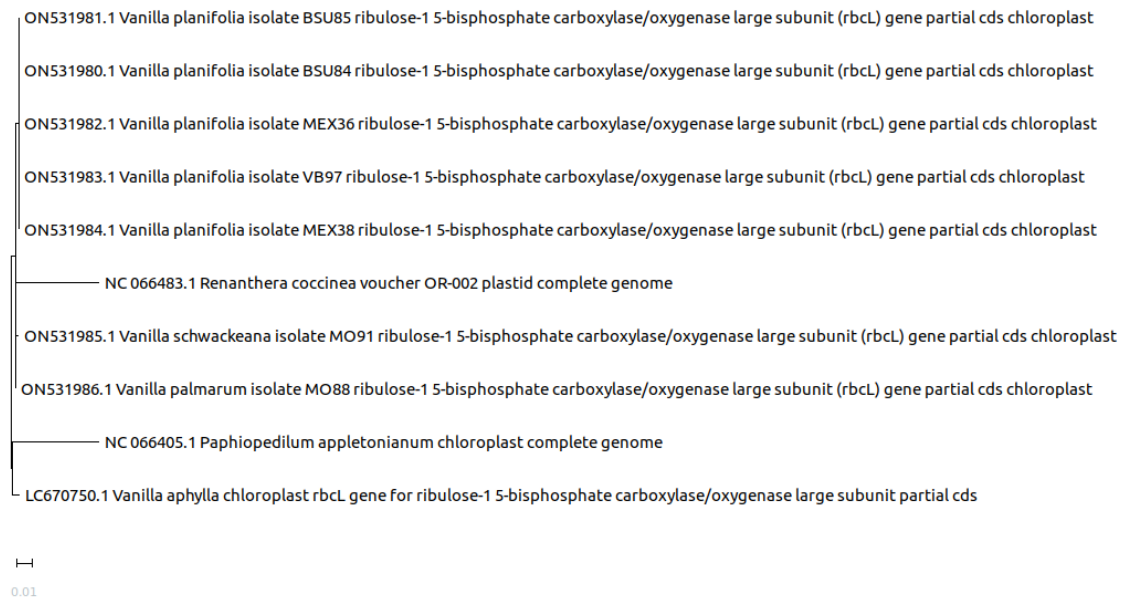 ON531981.1 Vanilla planifolia isolate BSU85 ribulose-1 5-bisphosphate carboxylase/oxygenase large subunit (rbcL) gene partial cds chloroplast
ON531980.1 Vanilla planifolia isolate BSU84 ribulose-1 5-bisphosphate carboxylase/oxygenase large subunit (rbcL) gene partial cds chloroplast
ON531982.1 Vanilla planifolia isolate MEX36 ribulose-1 5-bisphosphate carboxylase/oxygenase large subunit (rbcL) gene partial cds chloroplast
ON531983.1 Vanilla planifolia isolate VB97 ribulose-1 5-bisphosphate carboxylase/oxygenase large subunit (rbcL) gene partial cds chloroplast
ON531984.1 Vanilla planifolia isolate MEX38 ribulose-1 5-bisphosphate carboxylase/oxygenase large subunit (rbcL) gene partial cds chloroplast
NC 066483.1 Renanthera coccinea voucher OR-002 plastid complete genome
ON531985.1 Vanilla schwackeana isolate MO91 ribulose-1 5-bisphosphate carboxylase/oxygenase large subunit (rbcL) gene partial cds chloroplast
ON531986.1 Vanilla palmarum isolate MO88 ribulose-1 5-bisphosphate carboxylase/oxygenase large subunit (rbcL) gene partial cds chloroplast
NC 066405.1 Paphiopedilum appletonianum chloroplast complete genome
LC670750.1 Vanilla aphylla chloroplast rbcL gene for ribulose-1 5-bisphosphate carboxylase/oxygenase large subunit partial cds
0.01